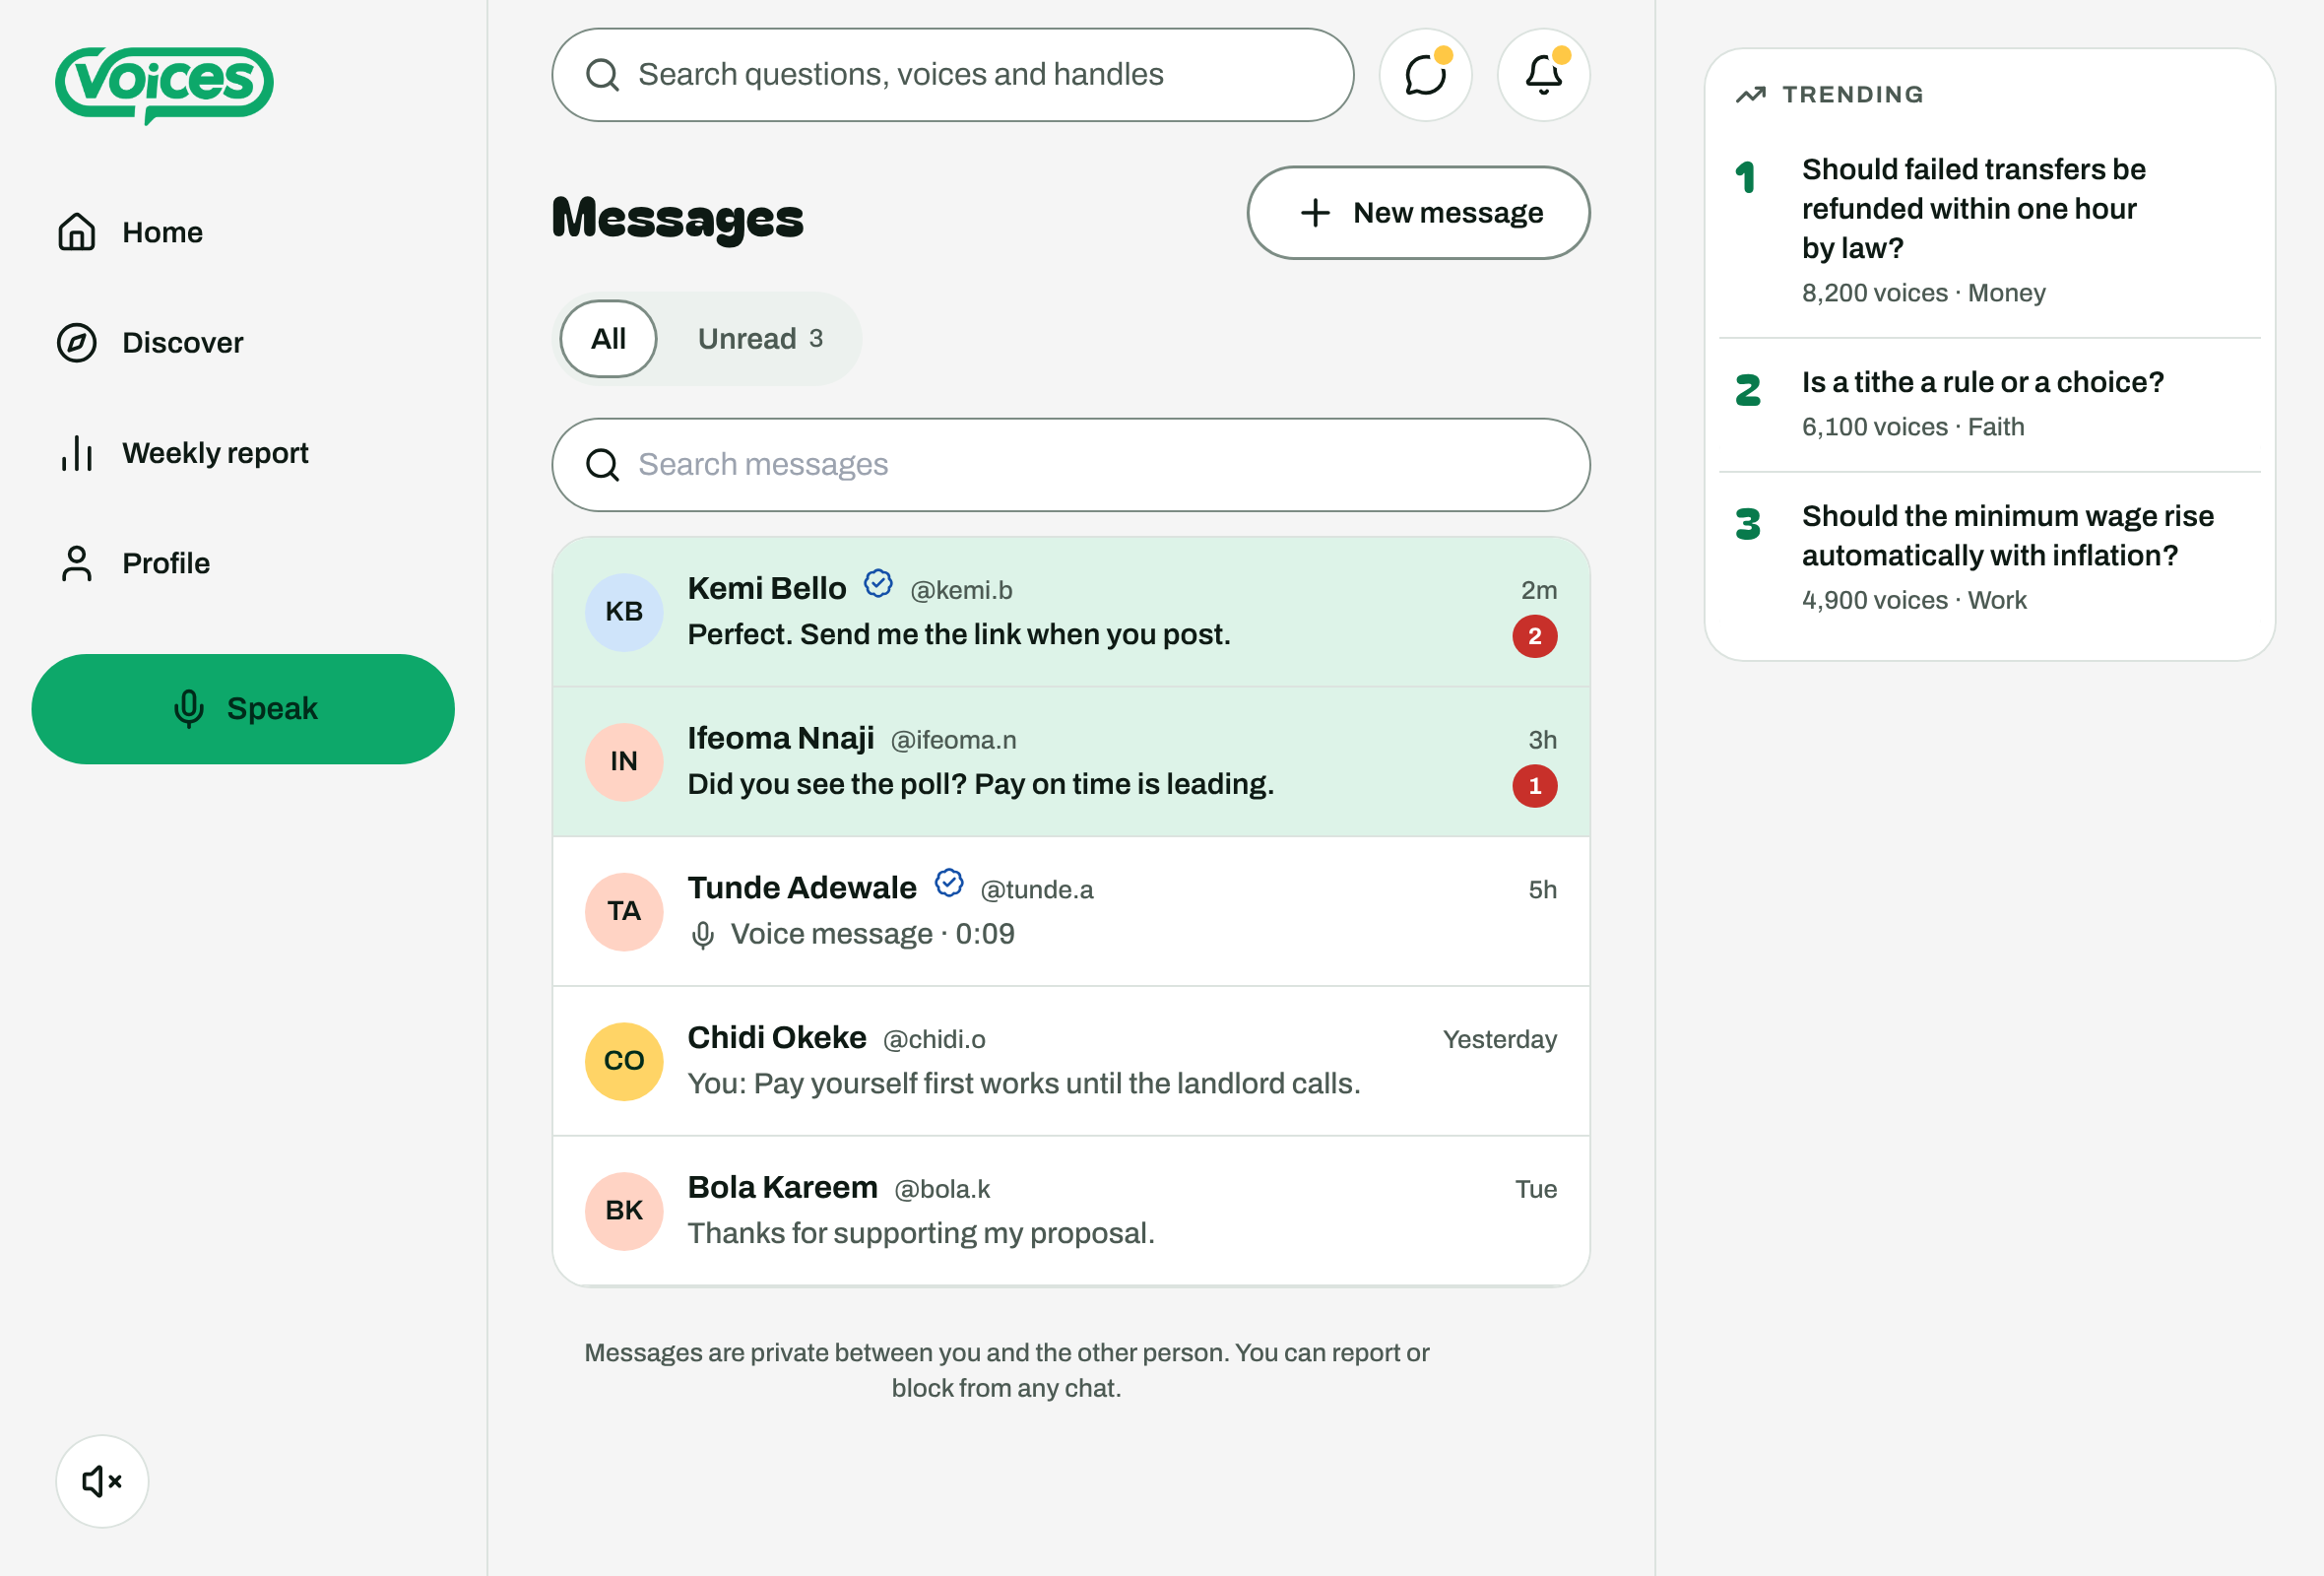 voices
Home
Discover
Weekly report
Profile
Speak
Search questions, voices and handles
Messages
New message
All
Unread 3
Search messages
KB
Kemi Bello @kemi.b 2m
Perfect. Send me the link when you post. 2
IN
Ifeoma Nnaji @ifeoma.n 3h
Did you see the poll? Pay on time is leading. 1
TA
Tunde Adewale @tunde.a 5h
Voice message · 0:09
CO
Chidi Okeke @chidi.o Yesterday
You: Pay yourself first works until the landlord calls.
BK
Bola Kareem @bola.k Tue
Thanks for supporting my proposal.
Messages are private between you and the other person. You can report or
block from any chat.
TRENDING
1 Should failed transfers be
refunded within one hour
by law?
8,200 voices · Money
2 Is a tithe a rule or a choice?
6,100 voices · Faith
3 Should the minimum wage rise
automatically with inflation?
4,900 voices · Work